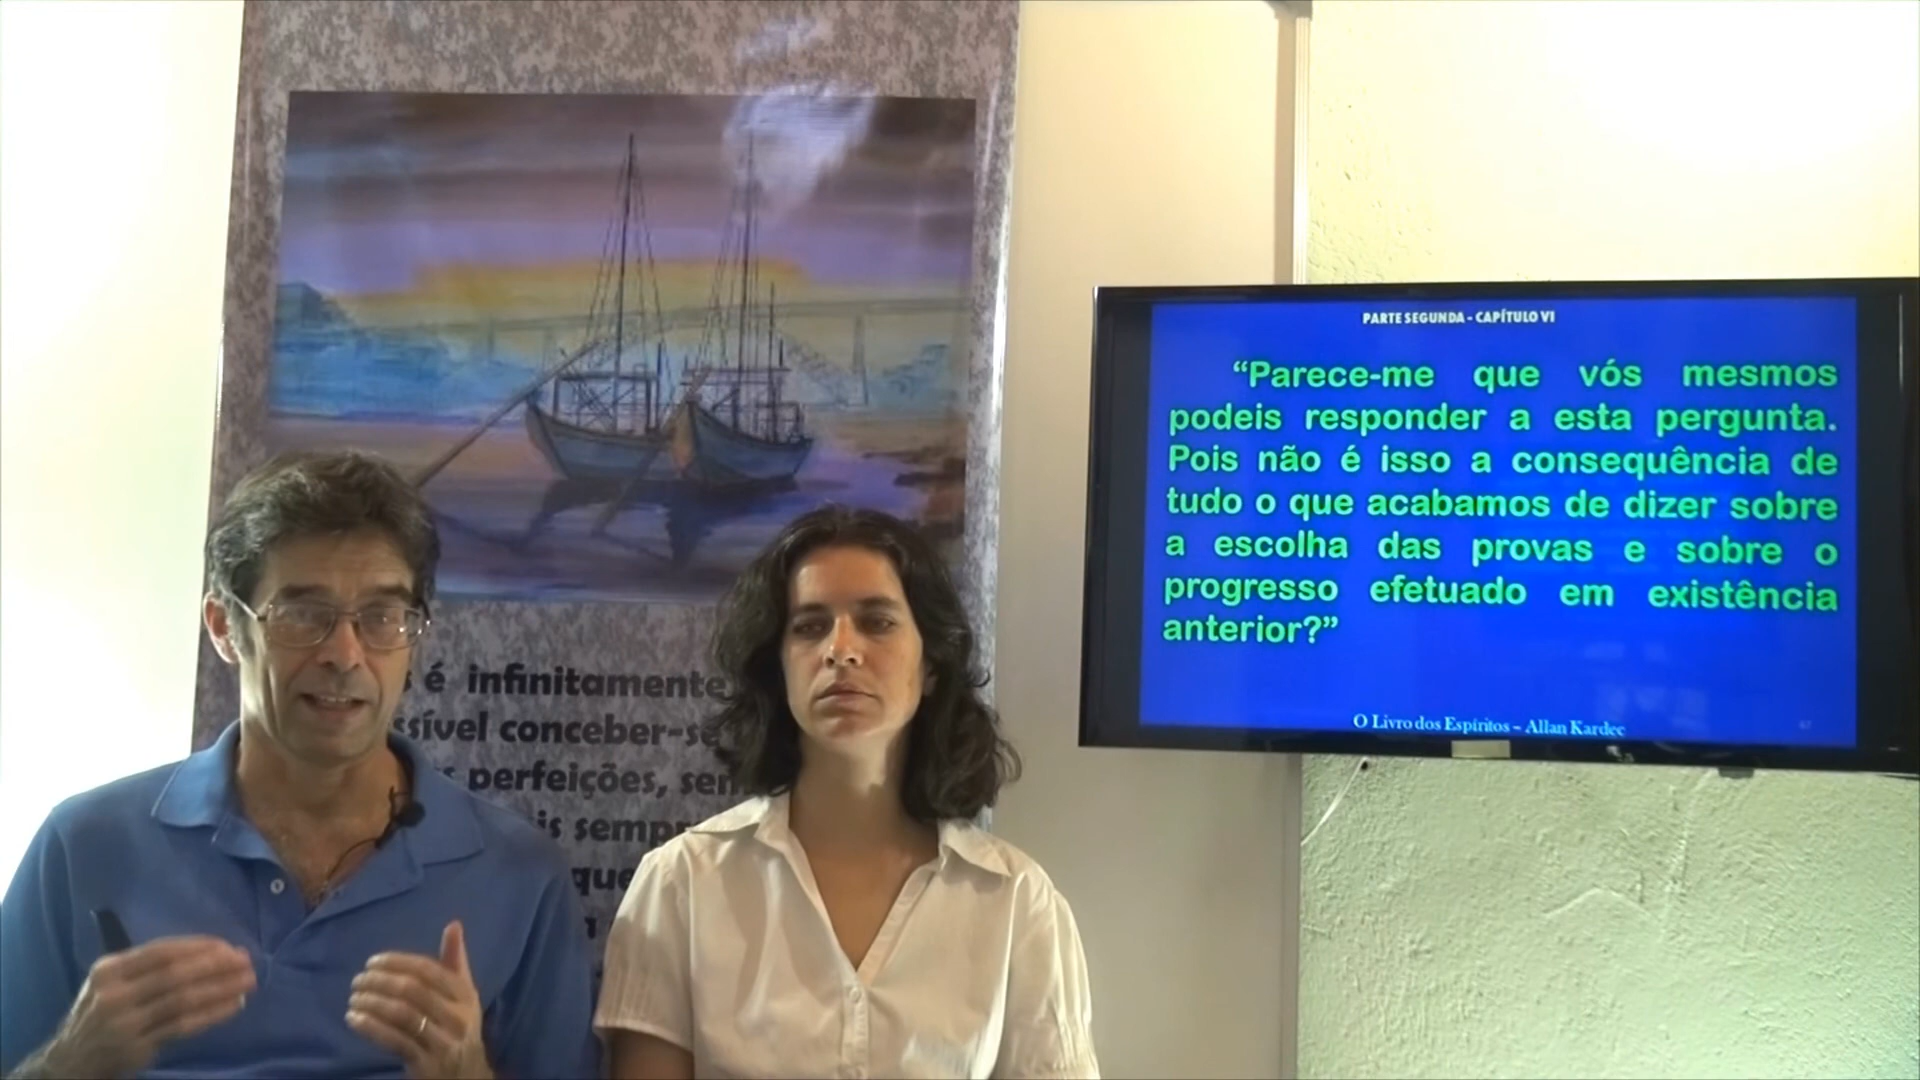 é infinitamente
conceber-se
perfeições,
que
PARTE SEGUNDA - CAPÍTULO VI
“Parece-me que vós mesmos
podeis responder a esta pergunta.
Pois não é isso a consequência de
tudo o que acabamos de dizer sobre
a escolha das provas e sobre o
progresso efetuado em existência
anterior?”
O Livro dos Espíritos – Allan Kardec
67